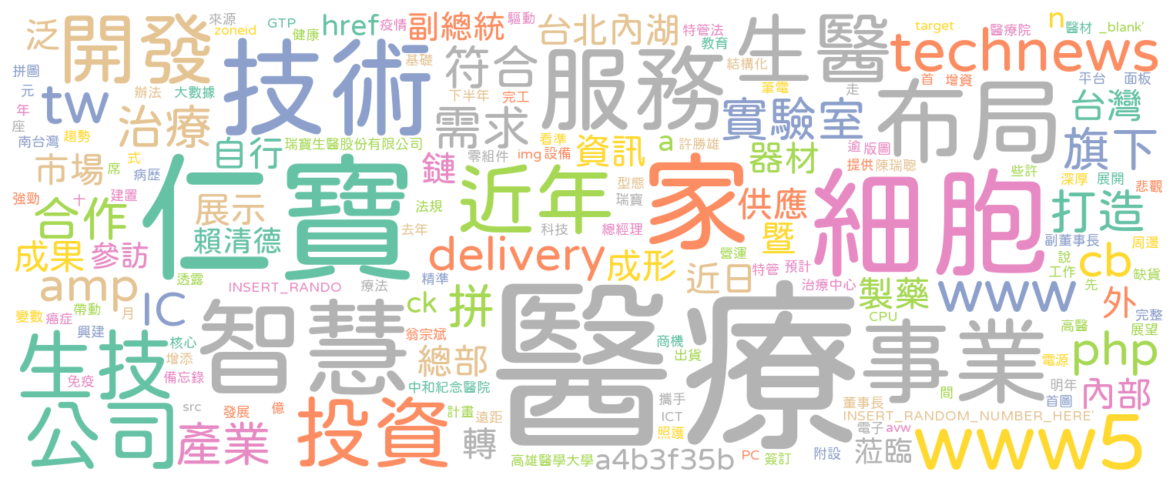 來源
GTP
href
疫情
副總統
驅動
台北內湖
特管法
生醫
target
醫療院
n
醫材
_blank'
泛
開發
zoneid
健康
技術
基礎
符合
服務
教育
結構化
technews
拼圖
元
辦法
大數據
下半年
完工
筆電
走
首
增資
平台
面板
年
座
tw
治療
需求
布局
實驗室
台灣
南台灣
趨勢
瑞寶生醫股份有限公司
看準
a
許勝雄
逾
版圖
旗下
市場
席
式
自行
仁寶
鏈
零組件
img
設備
資訊
器材
提供
陳瑞聰
些許
強勁
十
建置
病歷
近年
型態
家
細胞
深厚
展開
悲觀
合作
展示
法規
瑞寶
供應
打造
成果
參訪
賴清德
去年
科技
總經理
暨
副董事長
周邊
delivery
成形
營運
說
透露
精準
近日
特管
預計
工作
cb
缺貨
amp
INSERT_RANDO
療法
ck
拼
醫療
治療中心
製藥
www
先
外
變數
癌症
帶動
月
IC
智慧
翁宗斌
CPU
事業
高醫
完整
展望
興建
核心
增添
總部
商機
出貨
php
生技
免疫
備忘錄
中和紀念醫院
電源
公司
src
億
投資
計畫
遠距
攜手
董事長
間
明年
首圖
內部
產業
發展
轉
ICT
照護
INSERT_RANDOM_NUMBER_HERE'
電子
avw
高雄醫學大學
a4b3f35b
PC
簽訂
附設
蒞臨
www5